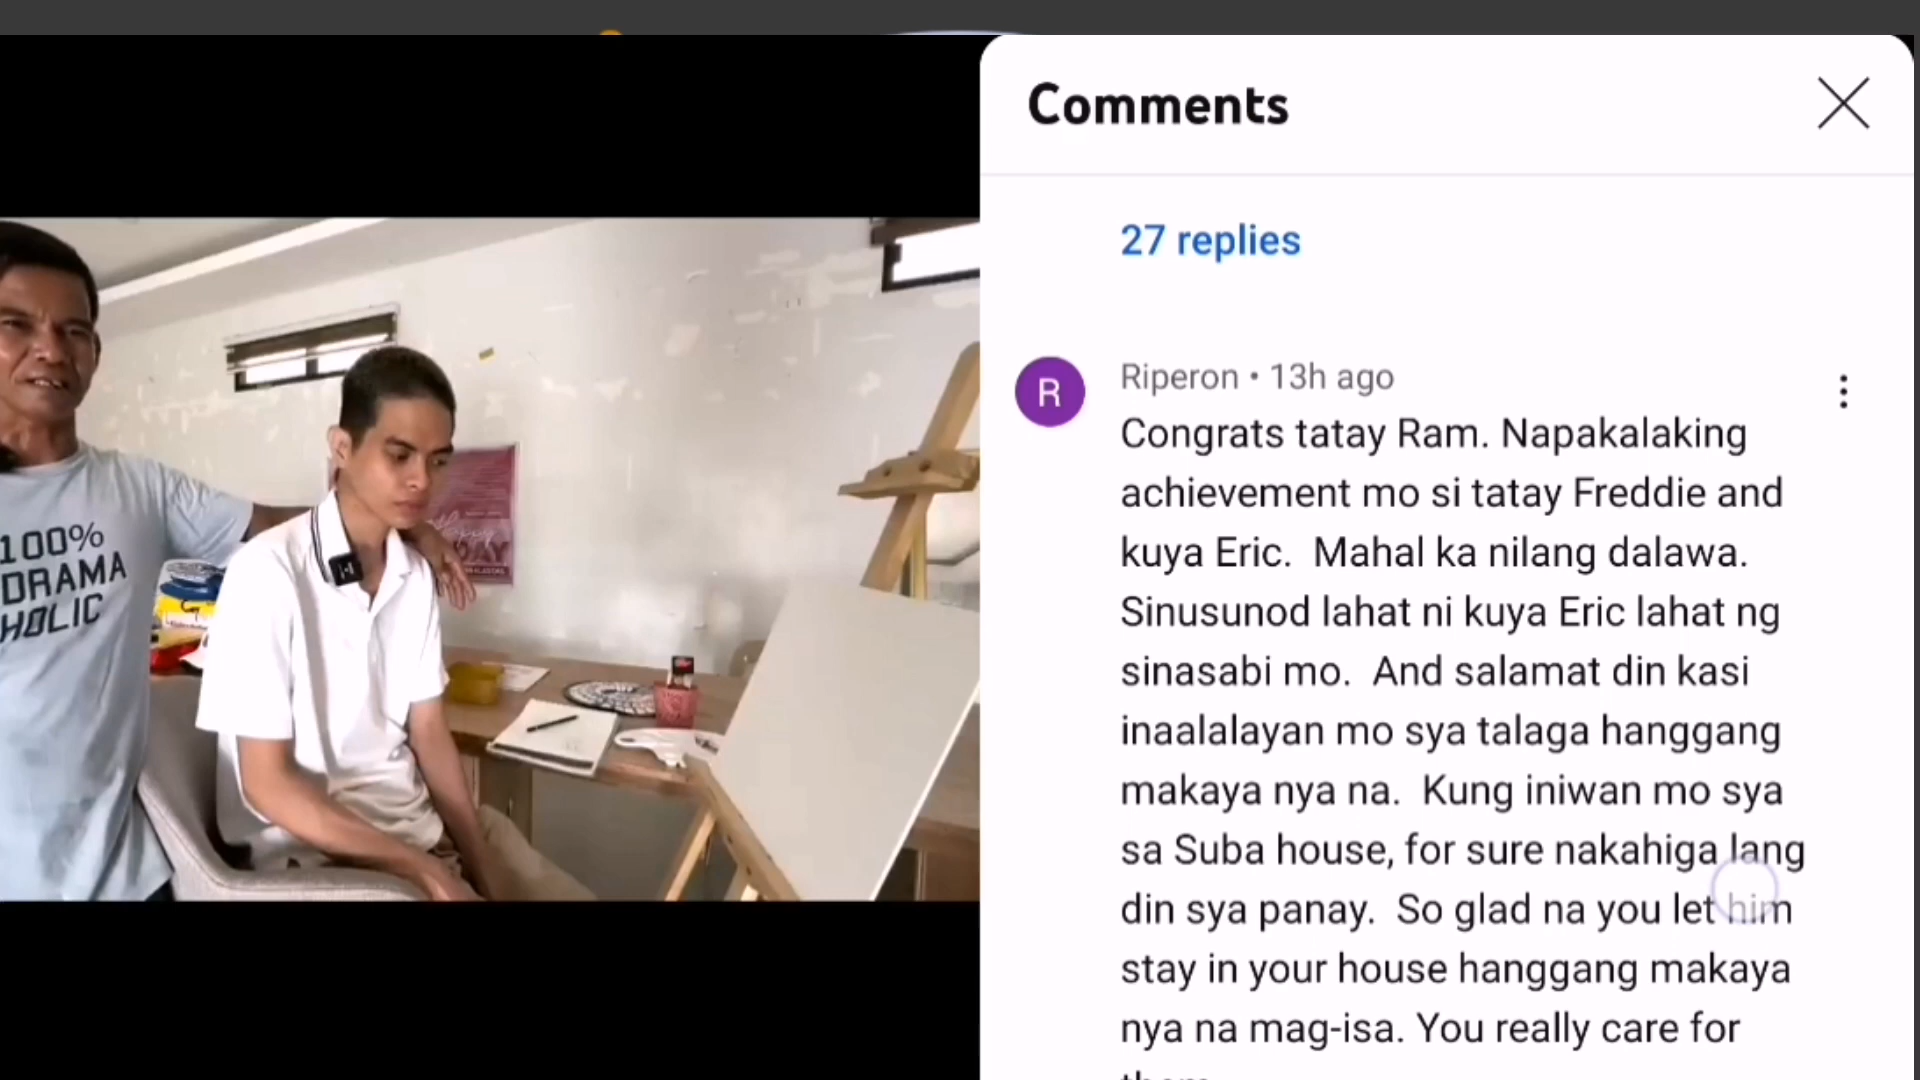 Comments
27 replies
R
Riperon • 13h ago
Congrats tatay Ram. Napakalaking
achievement mo si tatay Freddie and
kuya Eric.  Mahal ka nilang dalawa.
Sinusunod lahat ni kuya Eric lahat ng
sinasabi mo.  And salamat din kasi
inaalalayan mo sya talaga hanggang
makaya nya na.  Kung iniwan mo sya
sa Suba house, for sure nakahiga lang
din sya panay.  So glad na you let him
stay in your house hanggang makaya
nya na mag-isa. You really care for
100%
DRAMA
HOLIC